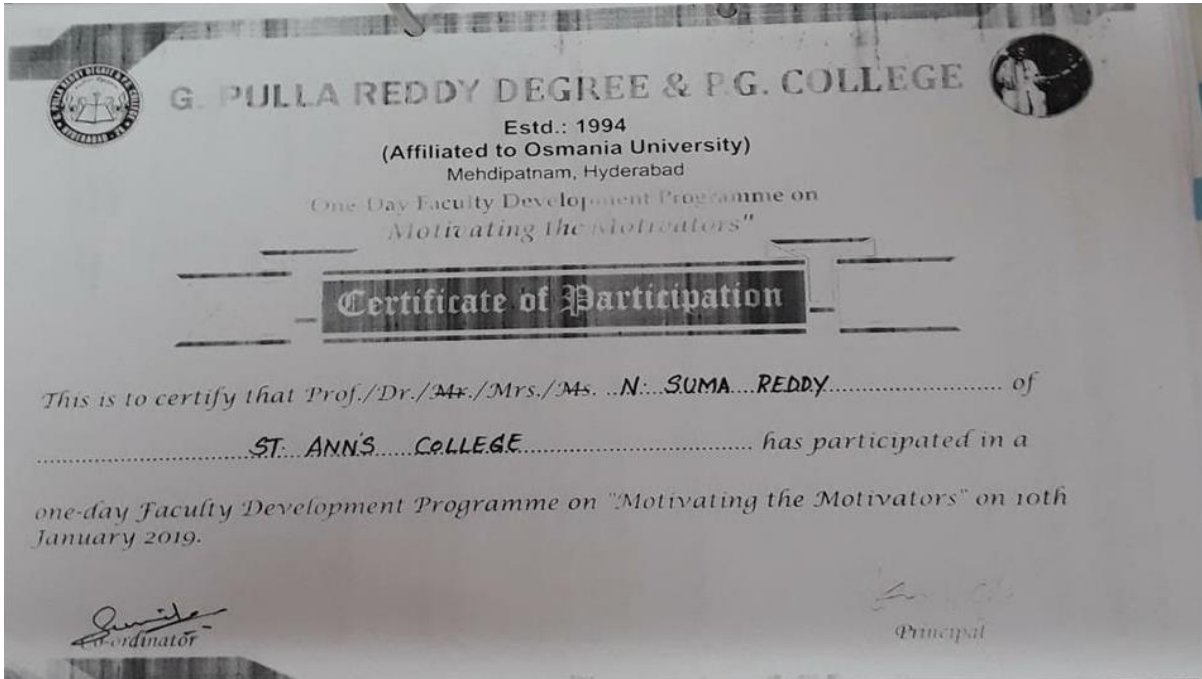 G. PULLA REDDY DEGREE & P.G. COLLEGE
Estd.: 1994
(Affiliated to Osmania University)
Mehdipatnam, Hyderabad
One Day Faculty Development Programme on
Motivating the Motivators"
Certificate of Participation
This is to certify that Prof./Dr./Mr./Mrs./Ms. N. SUMA REDDY of
ST. ANN'S COLLEGE has participated in a
one-day Faculty Development Programme on "Motivating the Motivators" on 10th
January 2019.
Co-ordinator
Principal